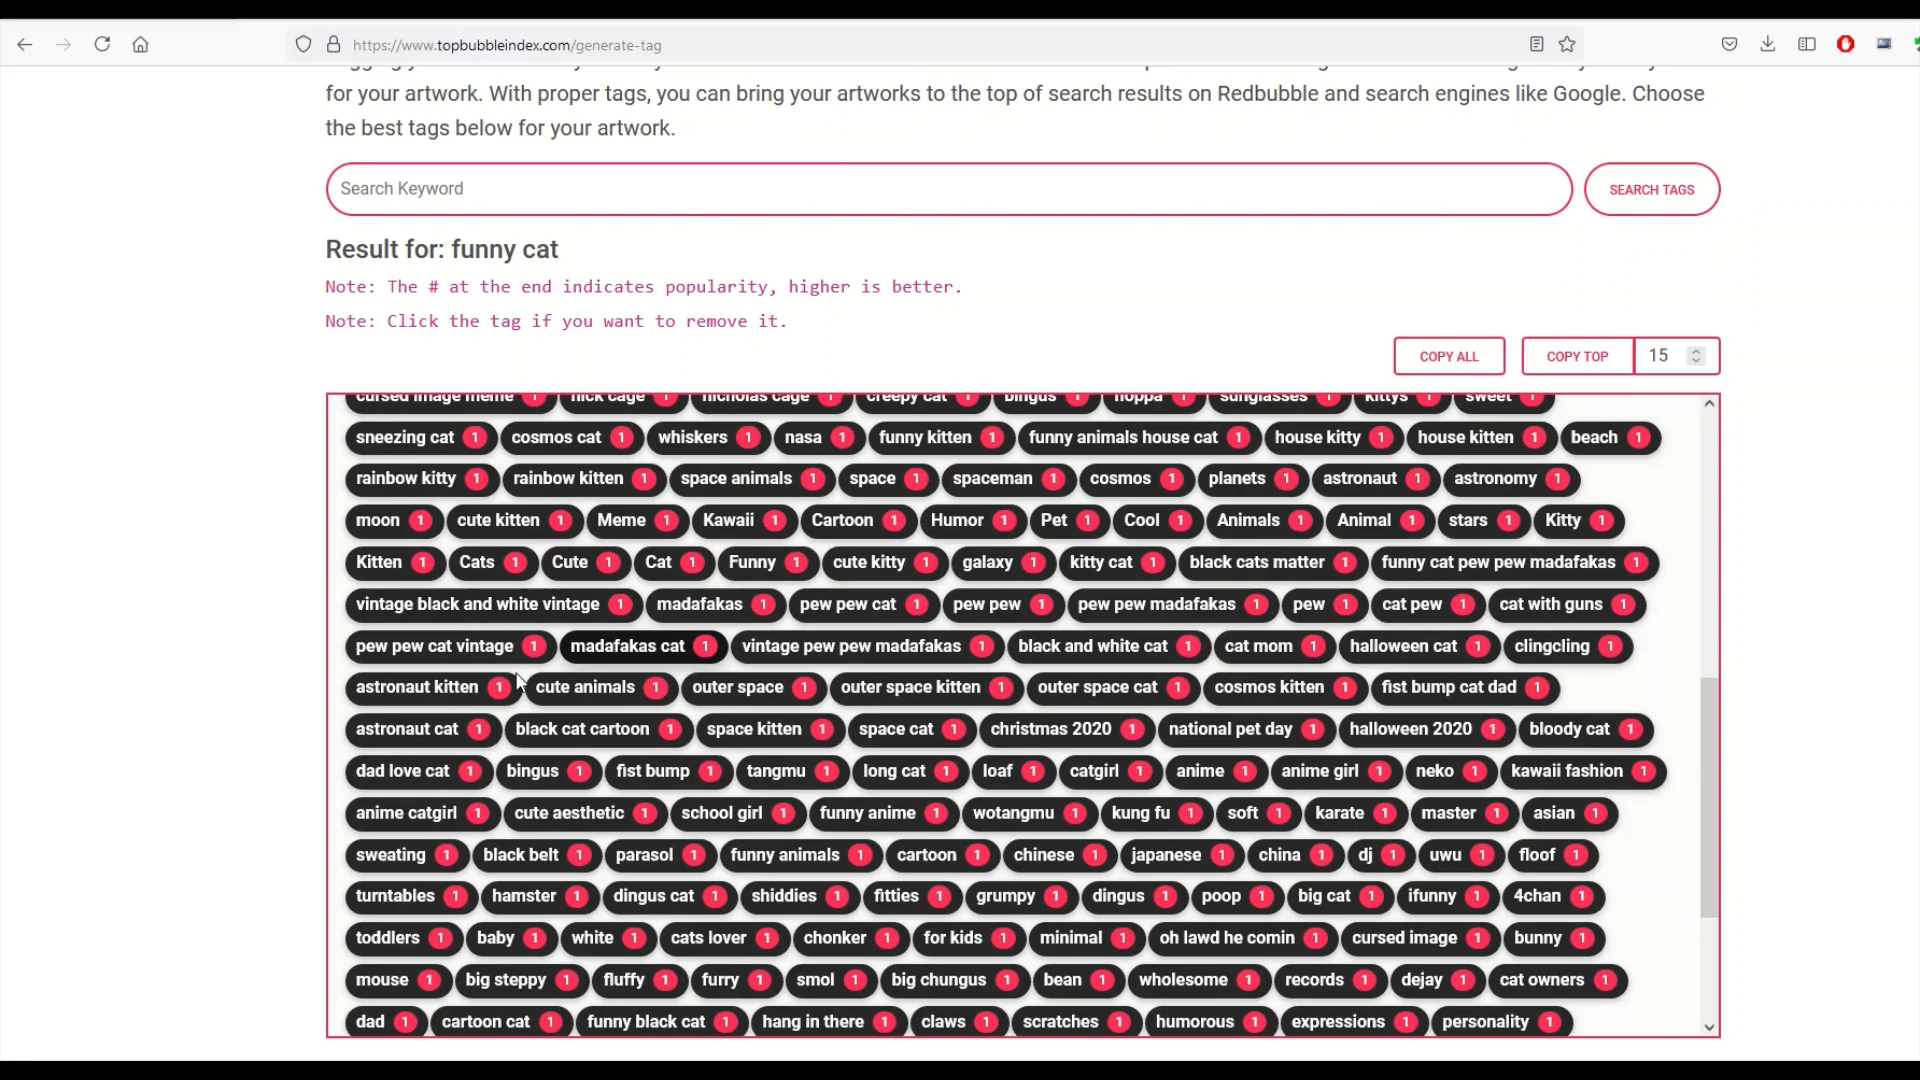 https://www.topbubbleindex.com/generate-tag
for your artwork. With proper tags, you can bring your artworks to the top of search results on Redbubble and search engines like Google. Choose
the best tags below for your artwork.
Search Keyword
SEARCH TAGS
Result for: funny cat
Note: The # at the end indicates popularity, higher is better.
Note: Click the tag if you want to remove it.
COPY ALL COPY TOP 15
cursed image meme 1 nick cage 1 nicholas cage 1 creepy cat 1 bingus 1 hoppa 1 sunglasses 1 kittys 1 sweet 1
sneezing cat 1 cosmos cat 1 whiskers 1 nasa 1 funny kitten 1 funny animals house cat 1 house kitty 1 house kitten 1 beach 1
rainbow kitty 1 rainbow kitten 1 space animals 1 space 1 spaceman 1 cosmos 1 planets 1 astronaut 1 astronomy 1
moon 1 cute kitten 1 Meme 1 Kawaii 1 Cartoon 1 Humor 1 Pet 1 Cool 1 Animals 1 Animal 1 stars 1 Kitty 1
Kitten 1 Cats 1 Cute 1 Cat 1 Funny 1 cute kitty 1 galaxy 1 kitty cat 1 black cats matter 1 funny cat pew pew madafakas 1
vintage black and white vintage 1 madafakas 1 pew pew cat 1 pew pew 1 pew pew madafakas 1 pew 1 cat pew 1 cat with guns 1
pew pew cat vintage 1 madafakas cat 1 vintage pew pew madafakas 1 black and white cat 1 cat mom 1 halloween cat 1 clingcling 1
astronaut kitten 1 cute animals 1 outer space 1 outer space kitten 1 outer space cat 1 cosmos kitten 1 fist bump cat dad 1
astronaut cat 1 black cat cartoon 1 space kitten 1 space cat 1 christmas 2020 1 national pet day 1 halloween 2020 1 bloody cat 1
dad love cat 1 bingus 1 fist bump 1 tangmu 1 long cat 1 loaf 1 catgirl 1 anime 1 anime girl 1 neko 1 kawaii fashion 1
anime catgirl 1 cute aesthetic 1 school girl 1 funny anime 1 wotangmu 1 kung fu 1 soft 1 karate 1 master 1 asian 1
sweating 1 black belt 1 parasol 1 funny animals 1 cartoon 1 chinese 1 japanese 1 china 1 dj 1 uwu 1 floof 1
turntables 1 hamster 1 dingus cat 1 shiddies 1 fitties 1 grumpy 1 dingus 1 poop 1 big cat 1 ifunny 1 4chan 1
toddlers 1 baby 1 white 1 cats lover 1 chonker 1 for kids 1 minimal 1 oh lawd he comin 1 cursed image 1 bunny 1
mouse 1 big steppy 1 fluffy 1 furry 1 smol 1 big chungus 1 bean 1 wholesome 1 records 1 dejay 1 cat owners 1
dad 1 cartoon cat 1 funny black cat 1 hang in there 1 claws 1 scratches 1 humorous 1 expressions 1 personality 1